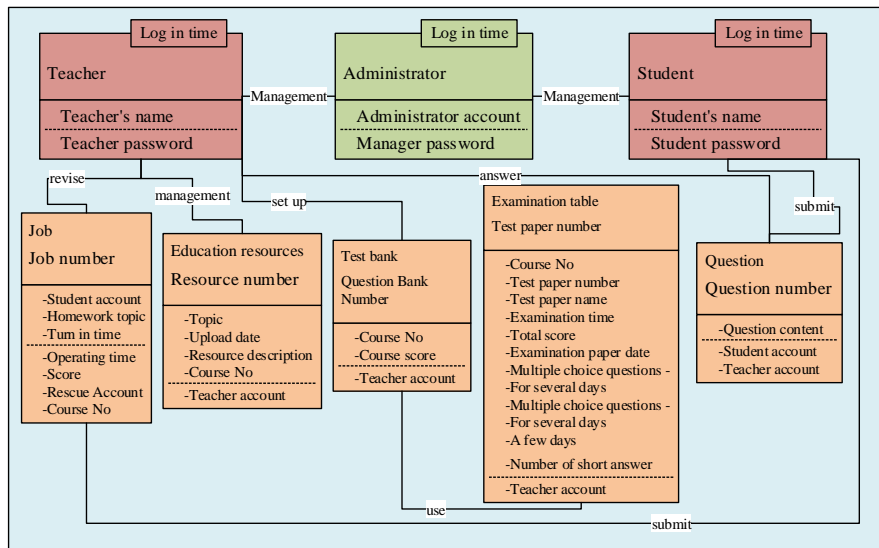 Log in time
Teacher
Teacher's name
Teacher password
Management
Log in time
Administrator
Administrator account
Manager password
Management
Log in time
Student
Student's name
Student password
revise
management
set up
answer
submit
Job
Job number
-Student account
-Homework topic
-Turn in time
-Operating time
-Score
-Rescue Account
-Course No
Education resources
Resource number
-Topic
-Upload date
-Resource description
-Course No
-Teacher account
Test bank
Question Bank
Number
-Course No
-Course score
-Teacher account
Examination table
Test paper number
-Course No
-Test paper number
-Test paper name
-Examination time
-Total score
-Examination paper date
-Multiple choice questions -
-For several days
-Multiple choice questions -
-For several days
-A few days
-Number of short answer
-Teacher account
Question
Question number
-Question content
-Student account
-Teacher account
use
submit